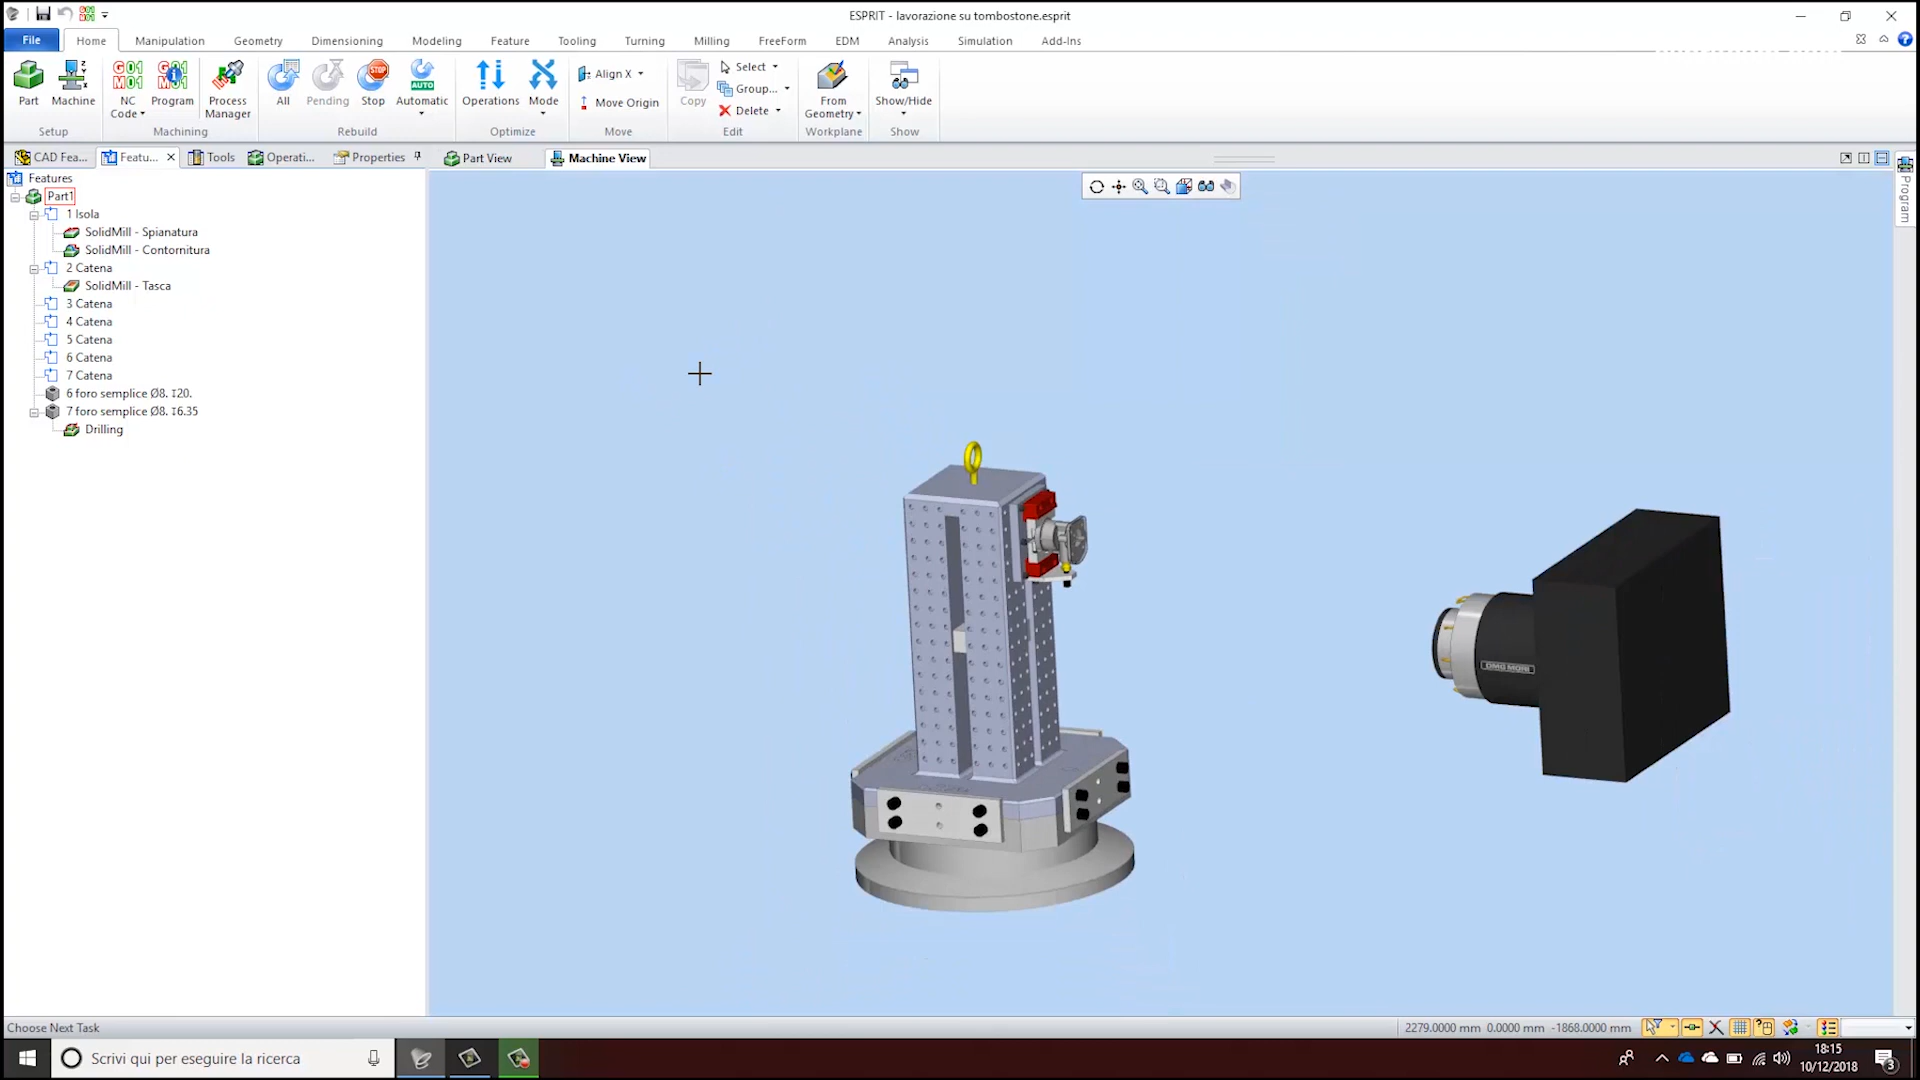 ESPRIT - lavorazione su tombostone.esprit
File Home Manipulation Geometry Dimensioning Modeling Feature Tooling Turning Milling FreeForm EDM Analysis Simulation Add-Ins
Part
Machine
NC Code
Program
Process Manager
All
Pending
Stop
Automatic
Operations
Mode
Align X
Move Origin
Copy
Select
Group...
Delete
From Geometry
Show/Hide
Setup Machining Rebuild Optimize Move Edit Workplane Show
CAD Fea... Featu... Tools Operati... Properties Part View Machine View
Features
Part1
1 Isola
SolidMill - Spianatura
SolidMill - Contornitura
2 Catena
SolidMill - Tasca
3 Catena
4 Catena
5 Catena
6 Catena
7 Catena
6 foro semplice Ø8. ↧20.
7 foro semplice Ø8. ↧6.35
Drilling
Program
DMG MORI
Choose Next Task
2279.0000 mm 0.0000 mm -1868.0000 mm
Scrivi qui per eseguire la ricerca
18:15
10/12/2018
3